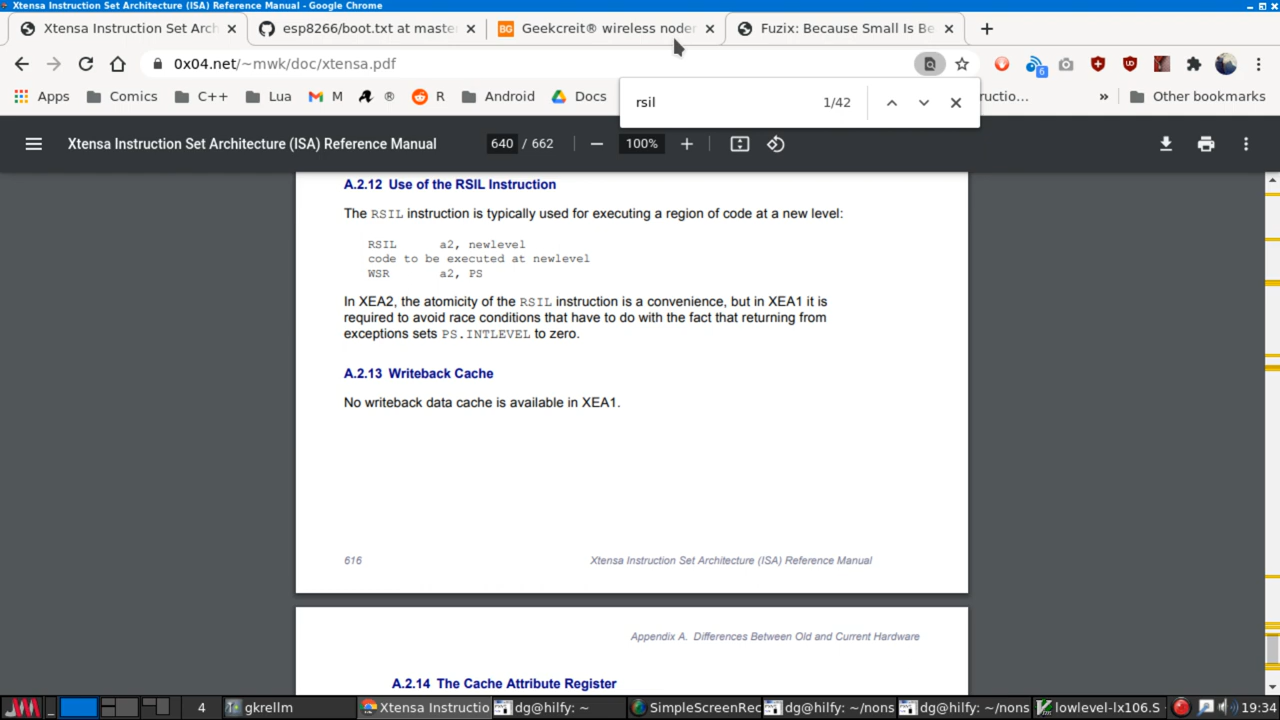 Xtensa Instruction Set Architecture (ISA) Reference Manual - Google Chrome
Xtensa Instruction Set Arch
esp8266/boot.txt at master
BG Geekcreit® wireless noder
Fuzix: Because Small Is Be
0x04.net/~mwk/doc/xtensa.pdf
6
Apps
Comics
C++
Lua
M
®
R
Android
Docs
ructio…
»
Other bookmarks
rsil
1/42
Xtensa Instruction Set Architecture (ISA) Reference Manual
640 / 662
100%
A.2.12 Use of the RSIL Instruction
The RSIL instruction is typically used for executing a region of code at a new level:
RSIL a2, newlevel
code to be executed at newlevel
WSR a2, PS
In XEA2, the atomicity of the RSIL instruction is a convenience, but in XEA1 it is
required to avoid race conditions that have to do with the fact that returning from
exceptions sets PS.INTLEVEL to zero.
A.2.13 Writeback Cache
No writeback data cache is available in XEA1.
616
Xtensa Instruction Set Architecture (ISA) Reference Manual
Appendix A. Differences Between Old and Current Hardware
A.2.14 The Cache Attribute Register
4
gkrellm
Xtensa Instructio
dg@hilfy: ~
SimpleScreenRec
dg@hilfy: ~/nons
dg@hilfy: ~/nons
lowlevel-lx106.S
19:34